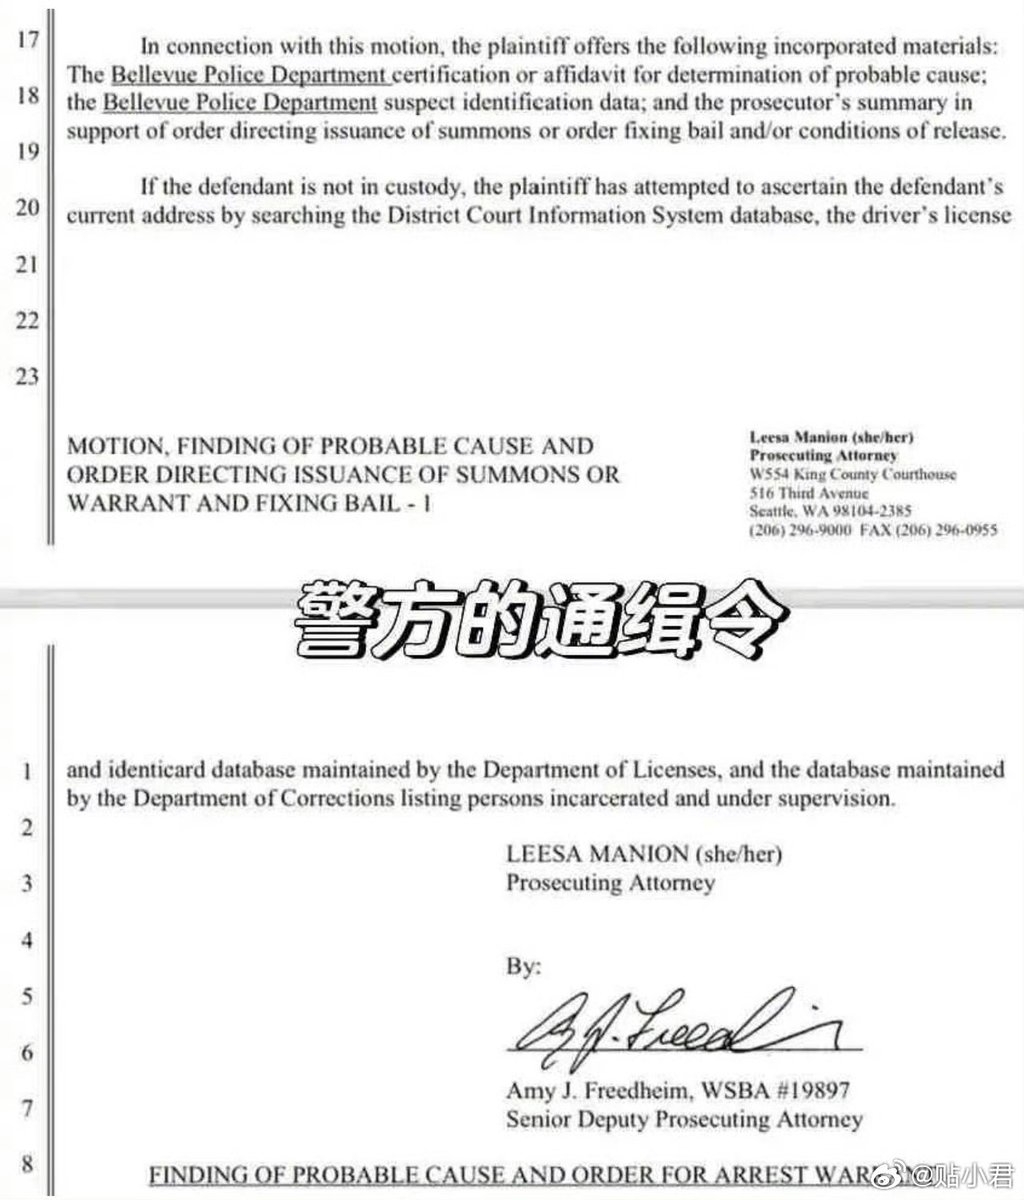 17
In connection with this motion, the plaintiff offers the following incorporated materials:
The Bellevue Police Department certification or affidavit for determination of probable cause;
18
the Bellevue Police Department suspect identification data; and the prosecutor's summary in
support of order directing issuance of summons or order fixing bail and/or conditions of release.
19
If the defendant is not in custody, the plaintiff has attempted to ascertain the defendant's
20
current address by searching the District Court Information System database, the driver's license
21
22
23
MOTION, FINDING OF PROBABLE CAUSE AND
ORDER DIRECTING ISSUANCE OF SUMMONS OR
WARRANT AND FIXING BAIL - 1
Leesa Manion (she/her)
Prosecuting Attorney
W554 King County Courthouse
516 Third Avenue
Seattle, WA 98104-2385
(206) 296-9000 FAX (206) 296-0955
警方的通缉令
1
and identicard database maintained by the Department of Licenses, and the database maintained
by the Department of Corrections listing persons incarcerated and under supervision.
2
LEESA MANION (she/her)
3
Prosecuting Attorney
4
By:
5
A J. Freedheim
6
Amy J. Freedheim, WSBA #19897
7
Senior Deputy Prosecuting Attorney
8
FINDING OF PROBABLE CAUSE AND ORDER FOR ARREST
@贴小君